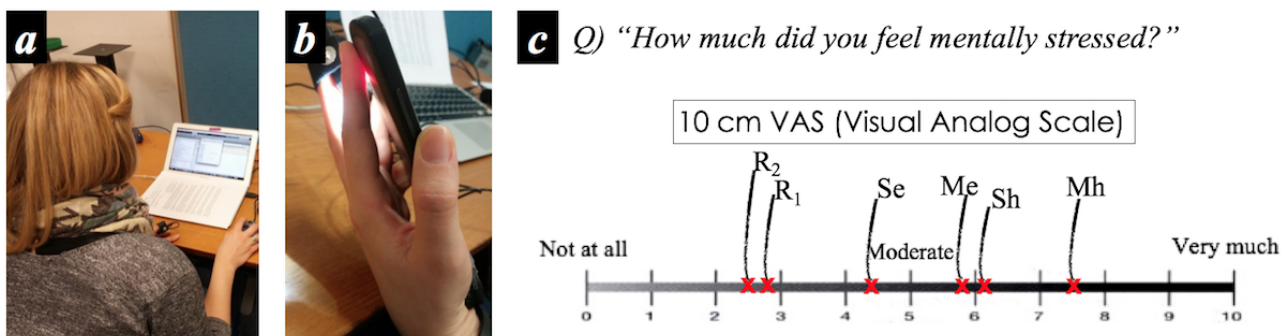 a
b
c Q) “How much did you feel mentally stressed?”
10 cm VAS (Visual Analog Scale)
R2
R1
Se
Me
Sh
Mh
Not at all
Moderate
Very much
0 1 2 3 4 5 6 7 8 9 10